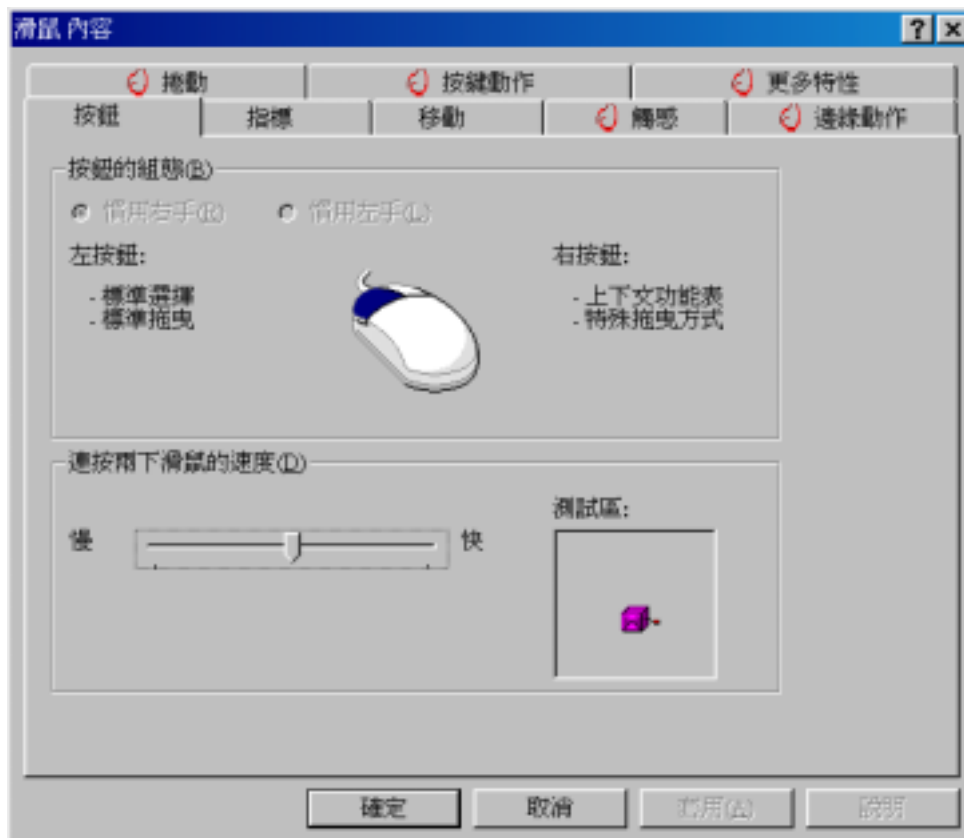 滑鼠 內容
捲動 按鍵動作 更多特性
按鈕 指標 移動 觸感 邊緣動作
按鈕的組態(B)
慣用右手(R) 慣用左手(L)
左按鈕: 右按鈕:
- 標準選擇 - 上下文功能表
- 標準拖曳 - 特殊拖曳方式
連按兩下滑鼠的速度(D)
測試區:
慢 快
確定 取消 套用(A) 說明